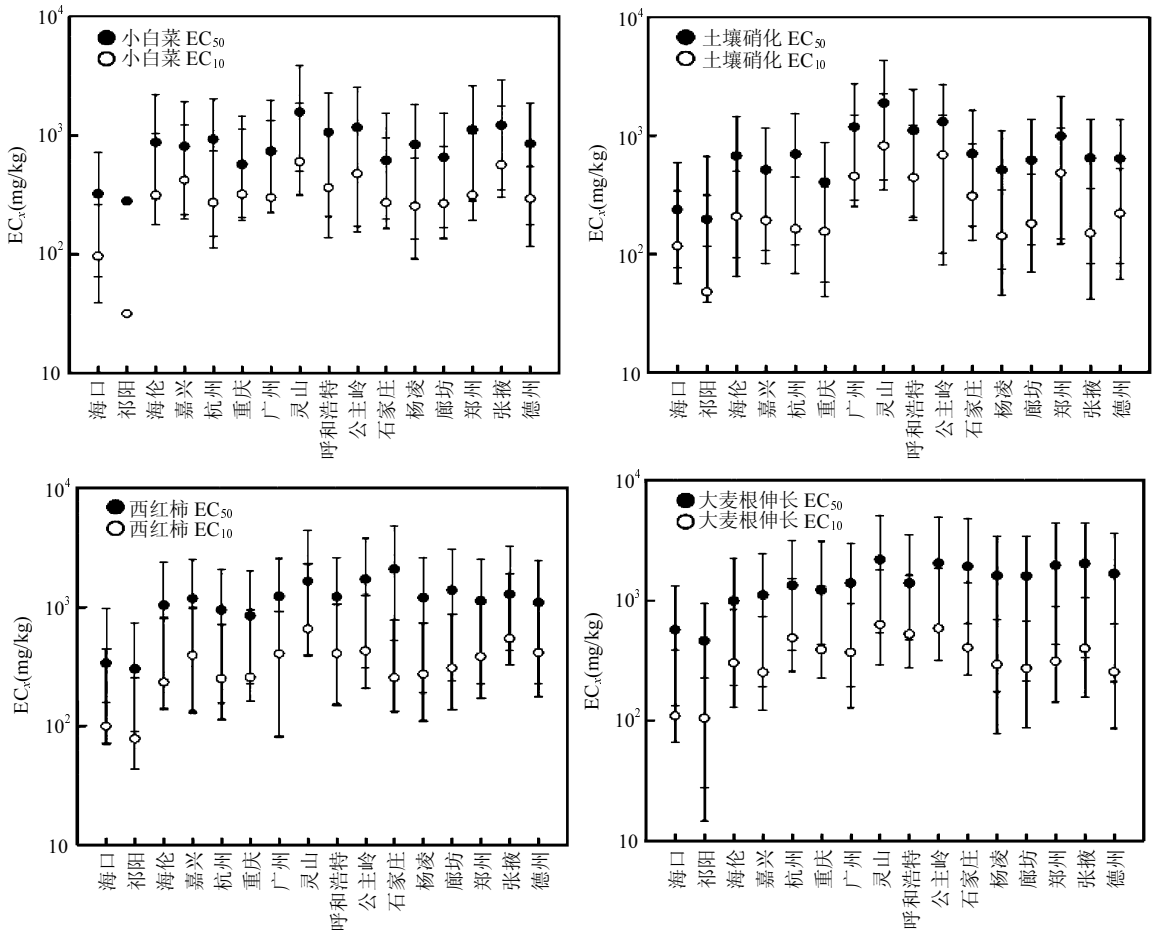 10⁴
小白菜 EC₅₀
小白菜 EC₁₀
10³
10²
10
ECₓ(mg/kg)
海口
祁阳
海伦
嘉兴
杭州
重庆
广州
灵山
呼和浩特
公主岭
石家庄
杨凌
廊坊
郑州
张掖
德州
10⁴
土壤硝化 EC₅₀
土壤硝化 EC₁₀
10³
10²
10
ECₓ(mg/kg)
海口
祁阳
海伦
嘉兴
杭州
重庆
广州
灵山
呼和浩特
公主岭
石家庄
杨凌
廊坊
郑州
张掖
德州
10⁴
西红柿 EC₅₀
西红柿 EC₁₀
10³
10²
10
ECₓ(mg/kg)
海口
祁阳
海伦
嘉兴
杭州
重庆
广州
灵山
呼和浩特
公主岭
石家庄
杨凌
廊坊
郑州
张掖
德州
10⁴
大麦根伸长 EC₅₀
大麦根伸长 EC₁₀
10³
10²
10
ECₓ(mg/kg)
海口
祁阳
海伦
嘉兴
杭州
重庆
广州
灵山
呼和浩特
公主岭
石家庄
杨凌
廊坊
郑州
张掖
德州